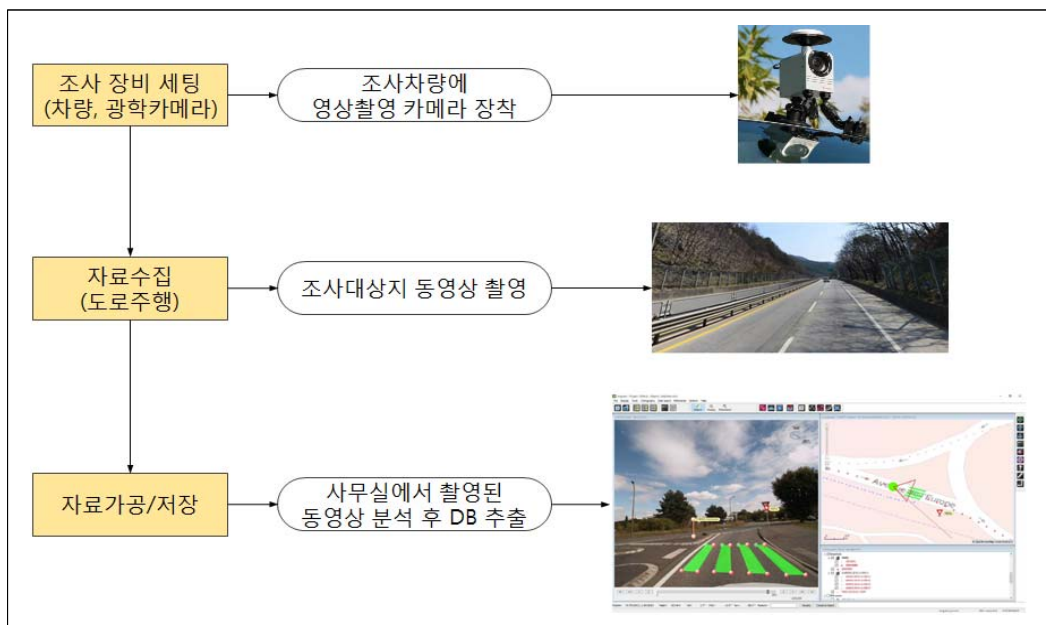 조사 장비 세팅
(차량, 광학카메라)
조사차량에
영상촬영 카메라 장착
자료수집
(도로주행)
조사대상지 동영상 촬영
자료가공/저장
사무실에서 촬영된
동영상 분석 후 DB 추출
Europe